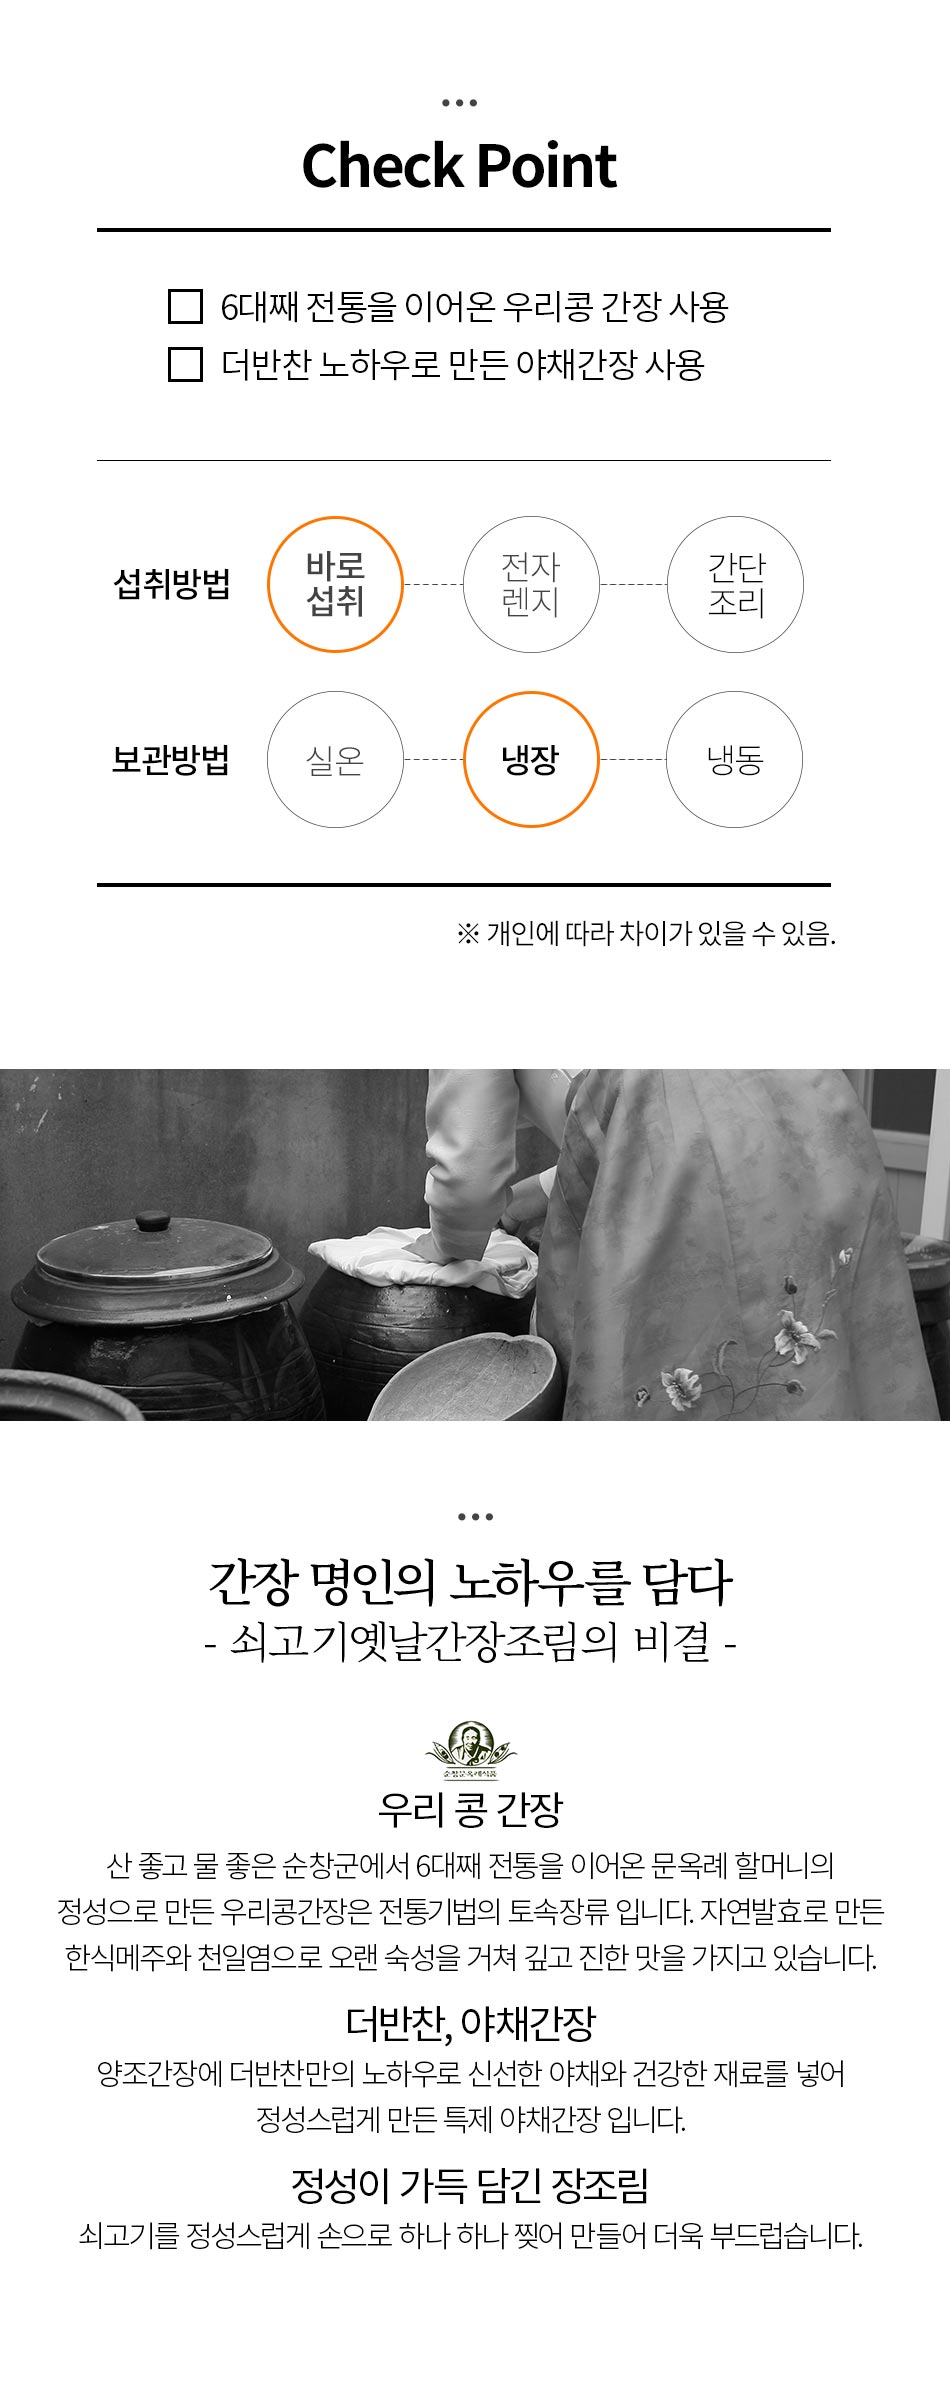 Check Point
6대째 전통을 이어온 우리콩 간장 사용
더반찬 노하우로 만든 야채간장 사용
섭취방법
바로
섭취
전자
렌지
간단
조리
보관방법
실온
냉장
냉동
※ 개인에 따라 차이가 있을 수 있음.
간장 명인의 노하우를 담다
- 쇠고기옛날간장조림의 비결 -
순창문옥례식품
우리 콩 간장
산 좋고 물 좋은 순창군에서 6대째 전통을 이어온 문옥례 할머니의
정성으로 만든 우리콩간장은 전통기법의 토속장류 입니다. 자연발효로 만든
한식메주와 천일염으로 오랜 숙성을 거쳐 깊고 진한 맛을 가지고 있습니다.
더반찬, 야채간장
양조간장에 더반찬만의 노하우로 신선한 야채와 건강한 재료를 넣어
정성스럽게 만든 특제 야채간장 입니다.
정성이 가득 담긴 장조림
쇠고기를 정성스럽게 손으로 하나 하나 찢어 만들어 더욱 부드럽습니다.